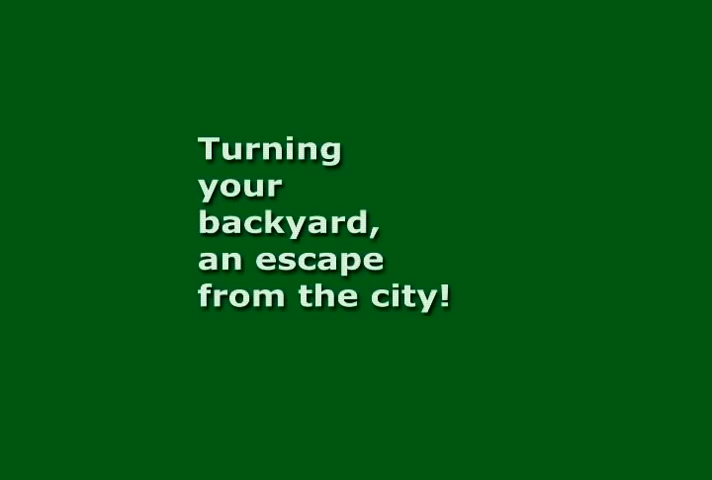 Turning
your
backyard,
an escape
from the city!